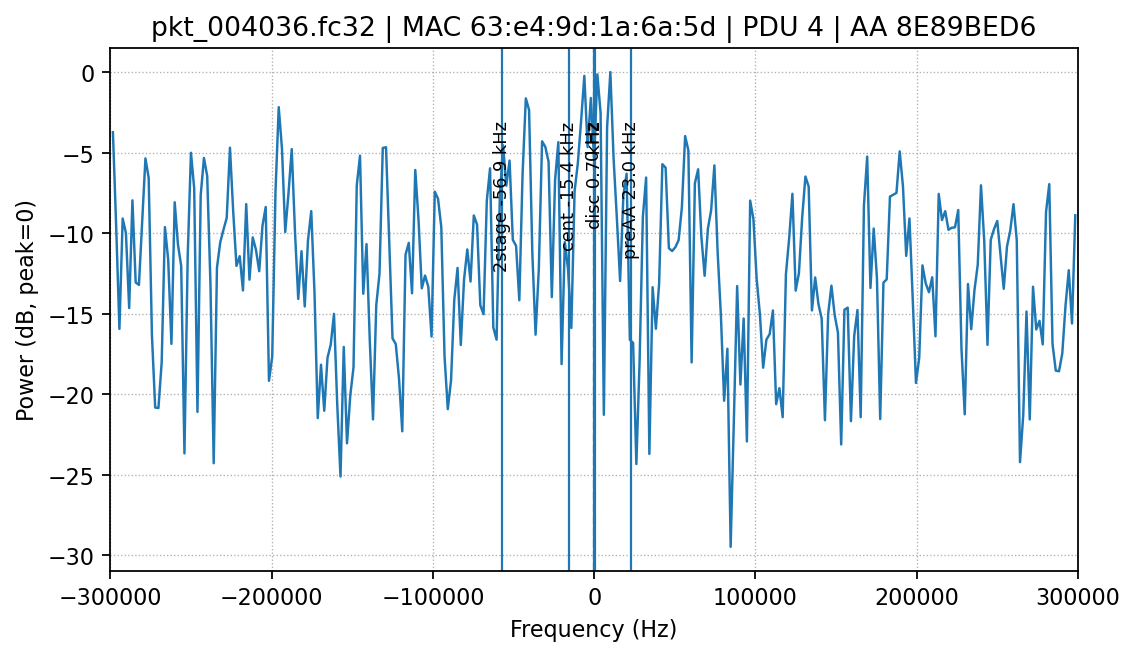 pkt_004036.fc32 | MAC 63:e4:9d:1a:6a:5d | PDU 4 | AA 8E89BED6
Power (dB, peak=0)
0
−5
−10
−15
−20
−25
−30
2stage -56.9 kHz
cent -15.4 kHz
disc 0.70kHz
preAA 23.0 kHz
−300000
−200000
−100000
0
100000
200000
300000
Frequency (Hz)